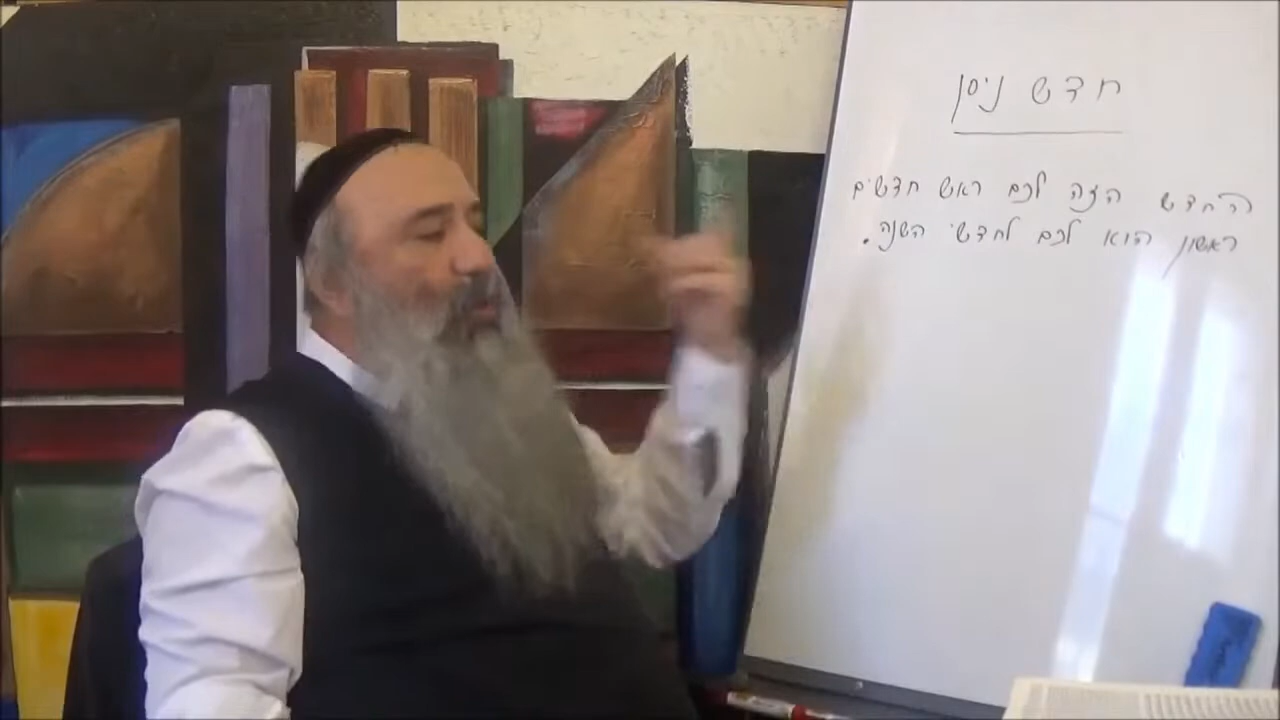 חדש ניסן
החדש הזה לכם ראש חדשים
ראשון הוא לכם לחדשי השנה.